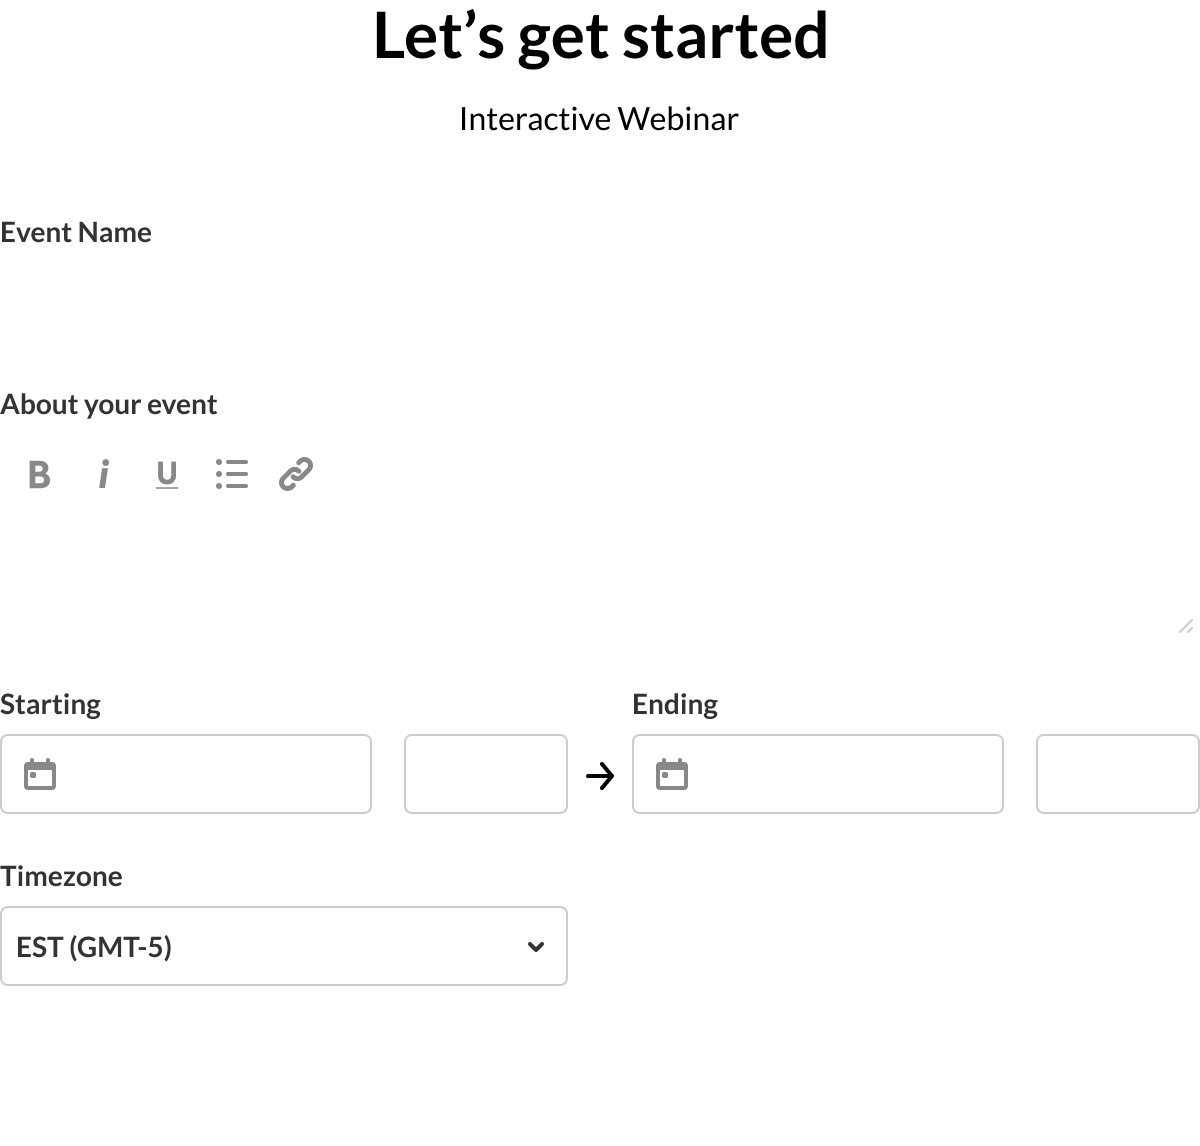 Let’s get started
Interactive Webinar
Event Name
About your event
B i U
Starting
Ending
Timezone
EST (GMT-5)